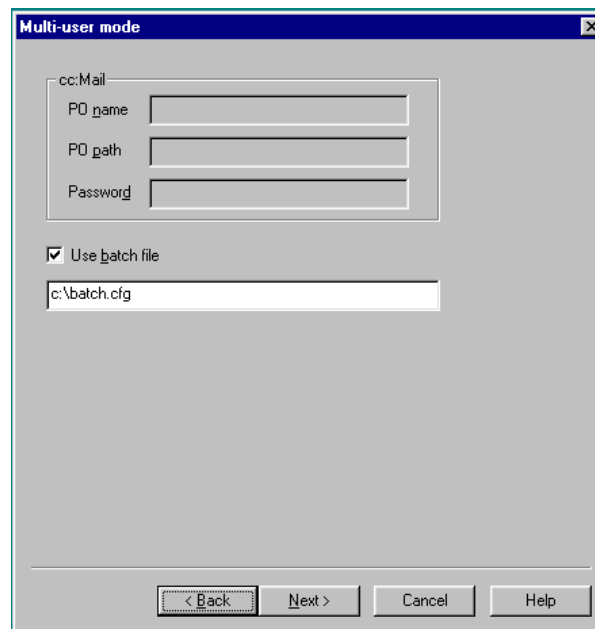 Multi-user mode
cc:Mail
PO name
PO path
Password
Use batch file
c:\batch.cfg
< Back Next > Cancel Help